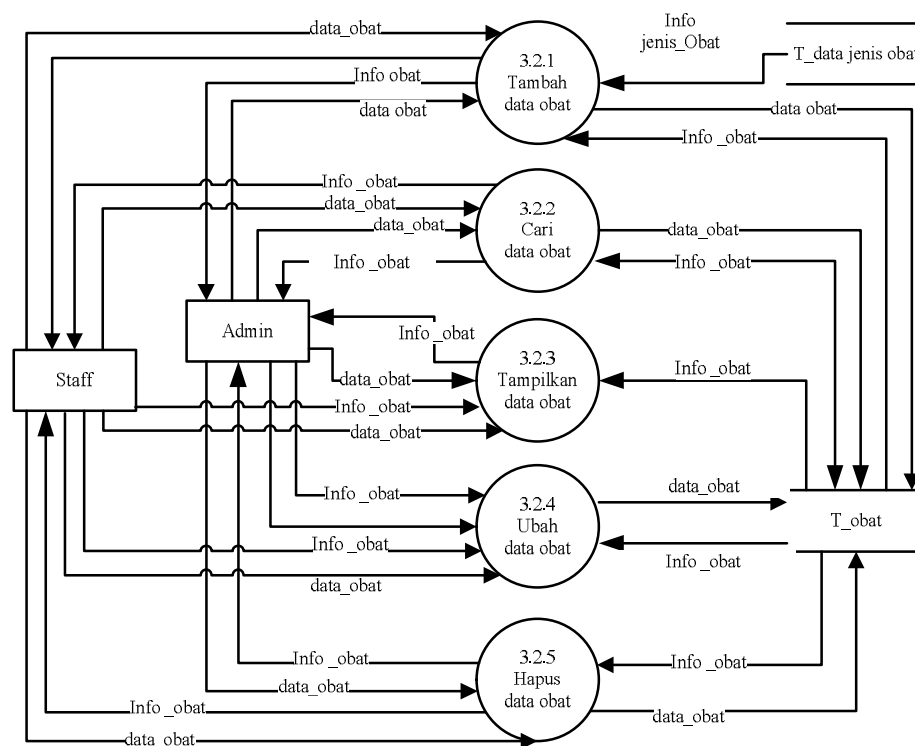 data_obat
Info
jenis_Obat
T_data jenis obat
3.2.1
Tambah
data obat
Info obat
data obat
data obat
Info _obat
Info _obat
data_obat
3.2.2
Cari
data obat
data_obat
data_obat
Info _obat
Info _obat
Admin
Info _obat
3.2.3
Tampilkan
data obat
Info _obat
Staff
data_obat
Info _obat
data_obat
3.2.4
Ubah
data obat
data_obat
Info _obat
T_obat
Info _obat
Info _obat
data_obat
3.2.5
Hapus
data obat
Info _obat
Info _obat
data_obat
Info _obat
data_obat
data_obat